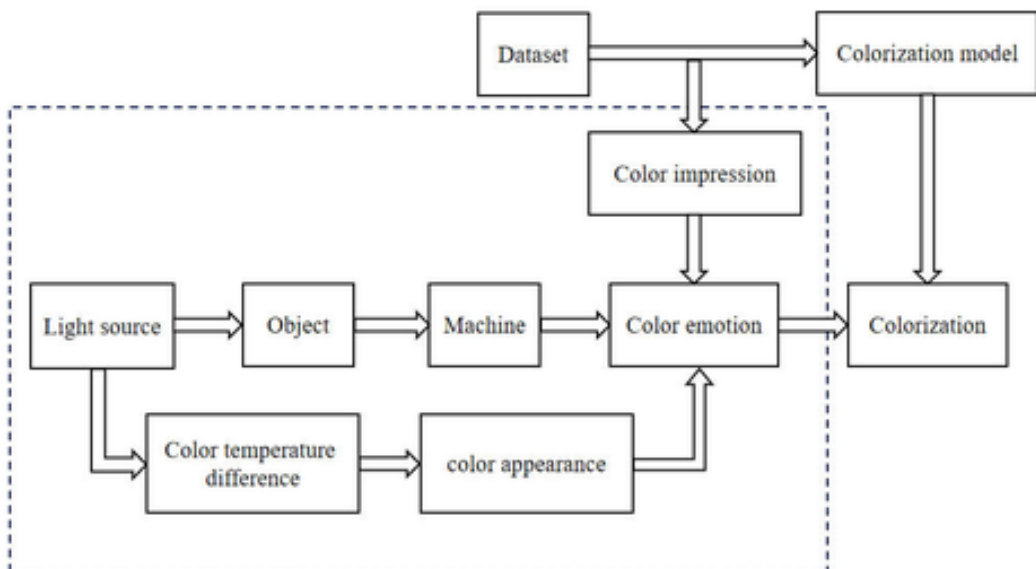 Dataset
Colorization model
Color impression
Light source
Object
Machine
Color emotion
Colorization
Color temperature
difference
color appearance